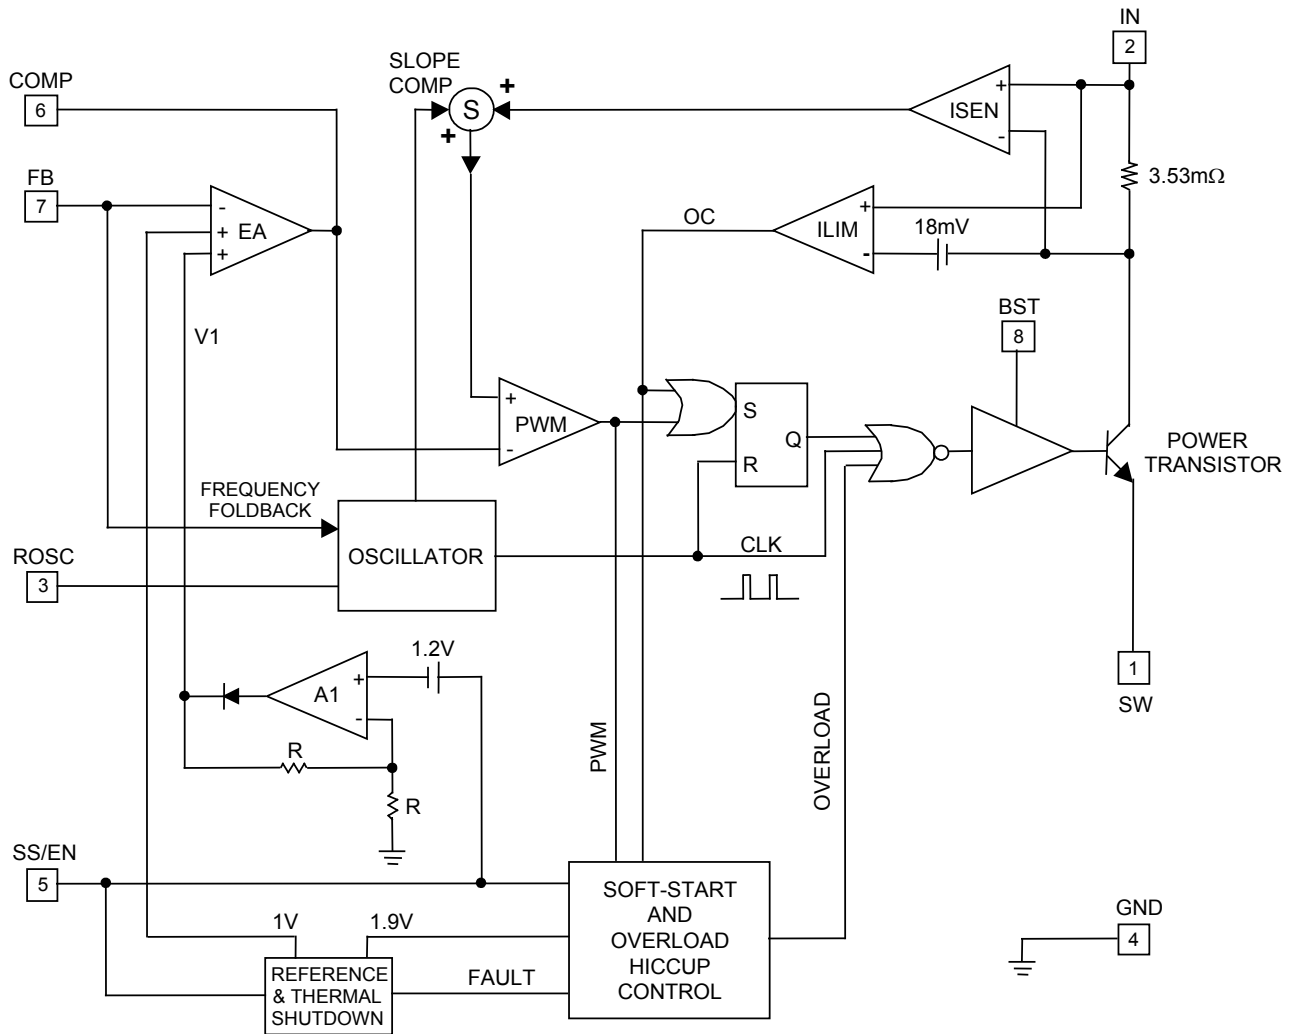 IN
2
SLOPE
COMP
+
S
+
COMP
6
+
ISEN
-
3.53mΩ
FB
7
-
+
+
EA
OC
+
ILIM
-
18mV
V1
BST
8
+
PWM
-
S
Q
R
POWER
TRANSISTOR
FREQUENCY
FOLDBACK
OSCILLATOR
CLK
ROSC
3
1.2V
+
A1
-
R
R
PWM
OVERLOAD
1
SW
SS/EN
5
1V
1.9V
REFERENCE
& THERMAL
SHUTDOWN
FAULT
SOFT-START
AND
OVERLOAD
HICCUP
CONTROL
GND
4